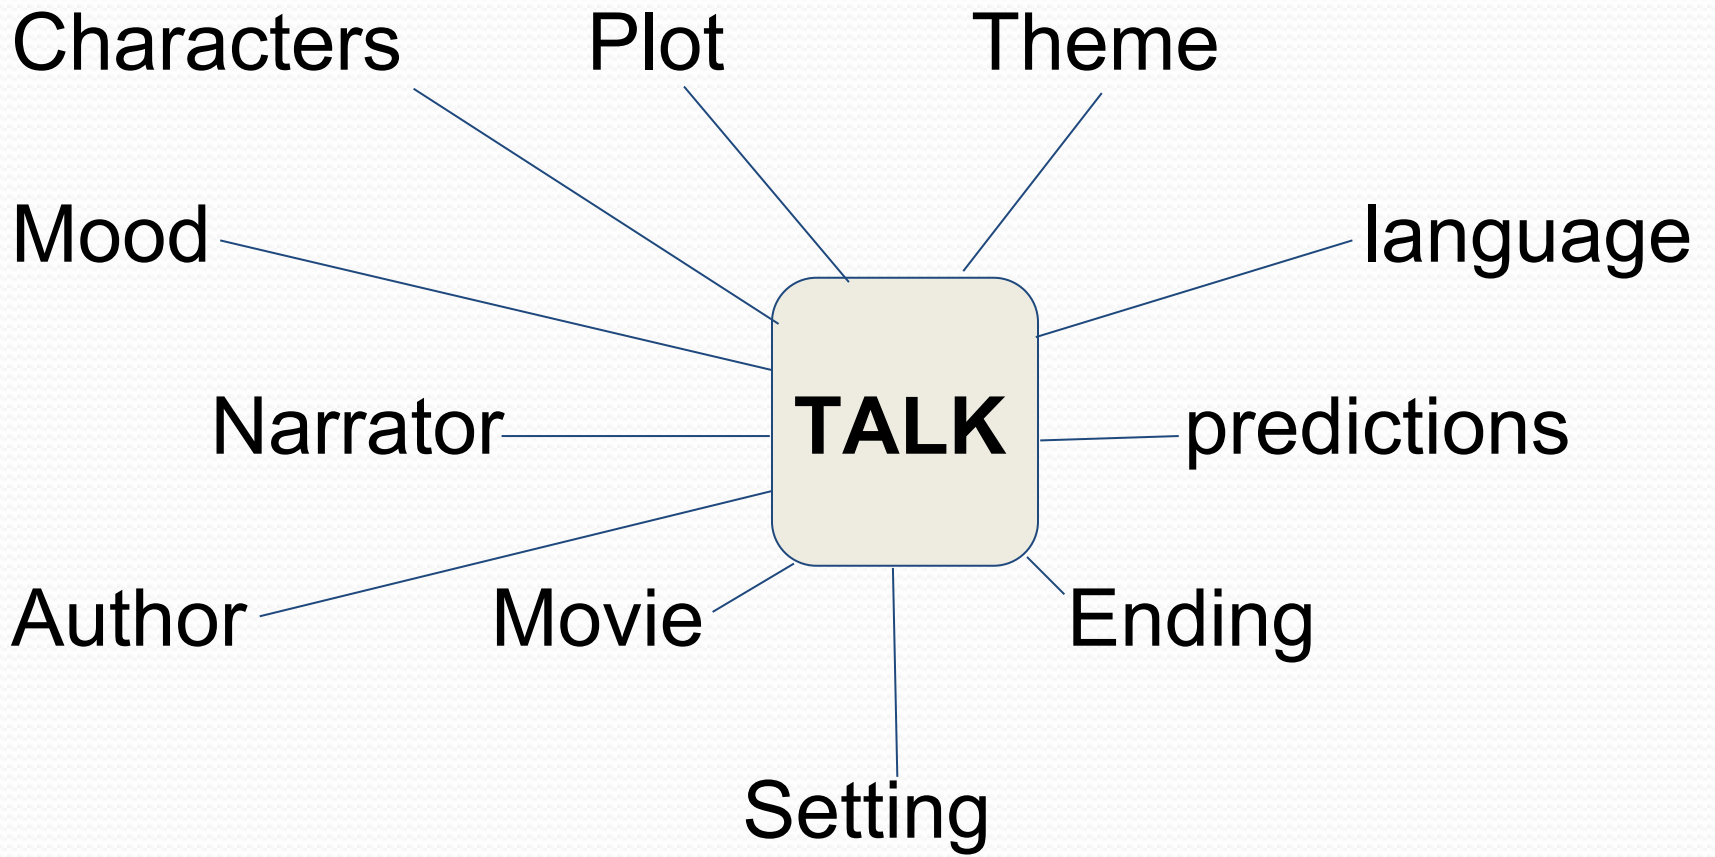 Characters Plot Theme
Mood language
Narrator TALK predictions
Author Movie Ending
Setting